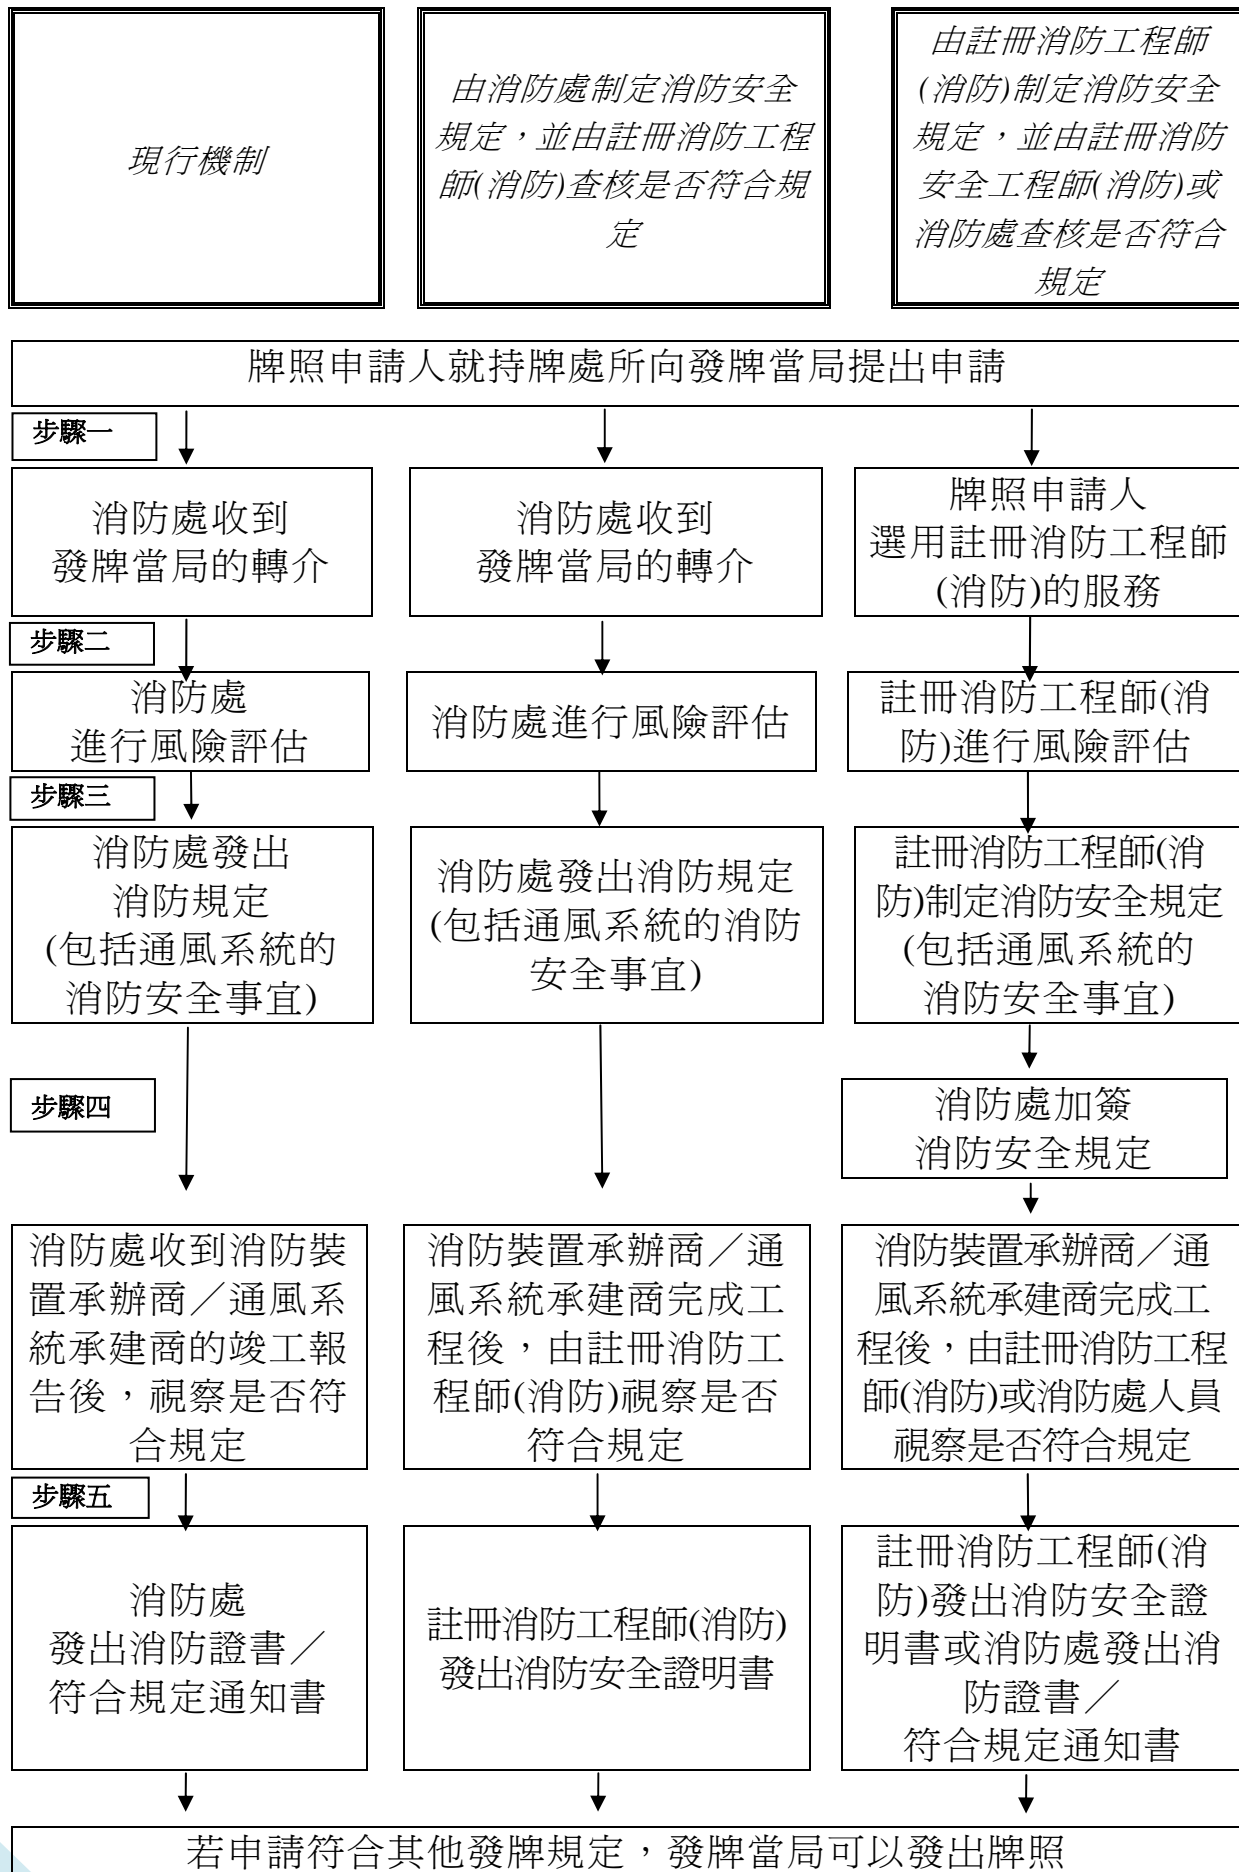 現行機制
由消防處制定消防安全
規定，並由註冊消防工程
師(消防)查核是否符合規
定
由註冊消防工程師
(消防)制定消防安全
規定，並由註冊消防
安全工程師(消防)或
消防處查核是否符合
規定
牌照申請人就持牌處所向發牌當局提出申請
步驟一
消防處收到
發牌當局的轉介
消防處收到
發牌當局的轉介
牌照申請人
選用註冊消防工程師
(消防)的服務
步驟二
消防處
進行風險評估
消防處進行風險評估
註冊消防工程師(消
防)進行風險評估
步驟三
消防處發出
消防規定
(包括通風系統的
消防安全事宜)
消防處發出消防規定
(包括通風系統的消防
安全事宜)
註冊消防工程師(消
防)制定消防安全規定
(包括通風系統的
消防安全事宜)
步驟四
消防處加簽
消防安全規定
消防處收到消防裝
置承辦商／通風系
統承建商的竣工報
告後，視察是否符
合規定
消防裝置承辦商／通
風系統承建商完成工
程後，由註冊消防工
程師(消防)視察是否
符合規定
消防裝置承辦商／通
風系統承建商完成工
程後，由註冊消防工程
師(消防)或消防處人員
視察是否符合規定
步驟五
消防處
發出消防證書／
符合規定通知書
註冊消防工程師(消防)
發出消防安全證明書
註冊消防工程師(消
防)發出消防安全證
明書或消防處發出消
防證書／
符合規定通知書
若申請符合其他發牌規定，發牌當局可以發出牌照